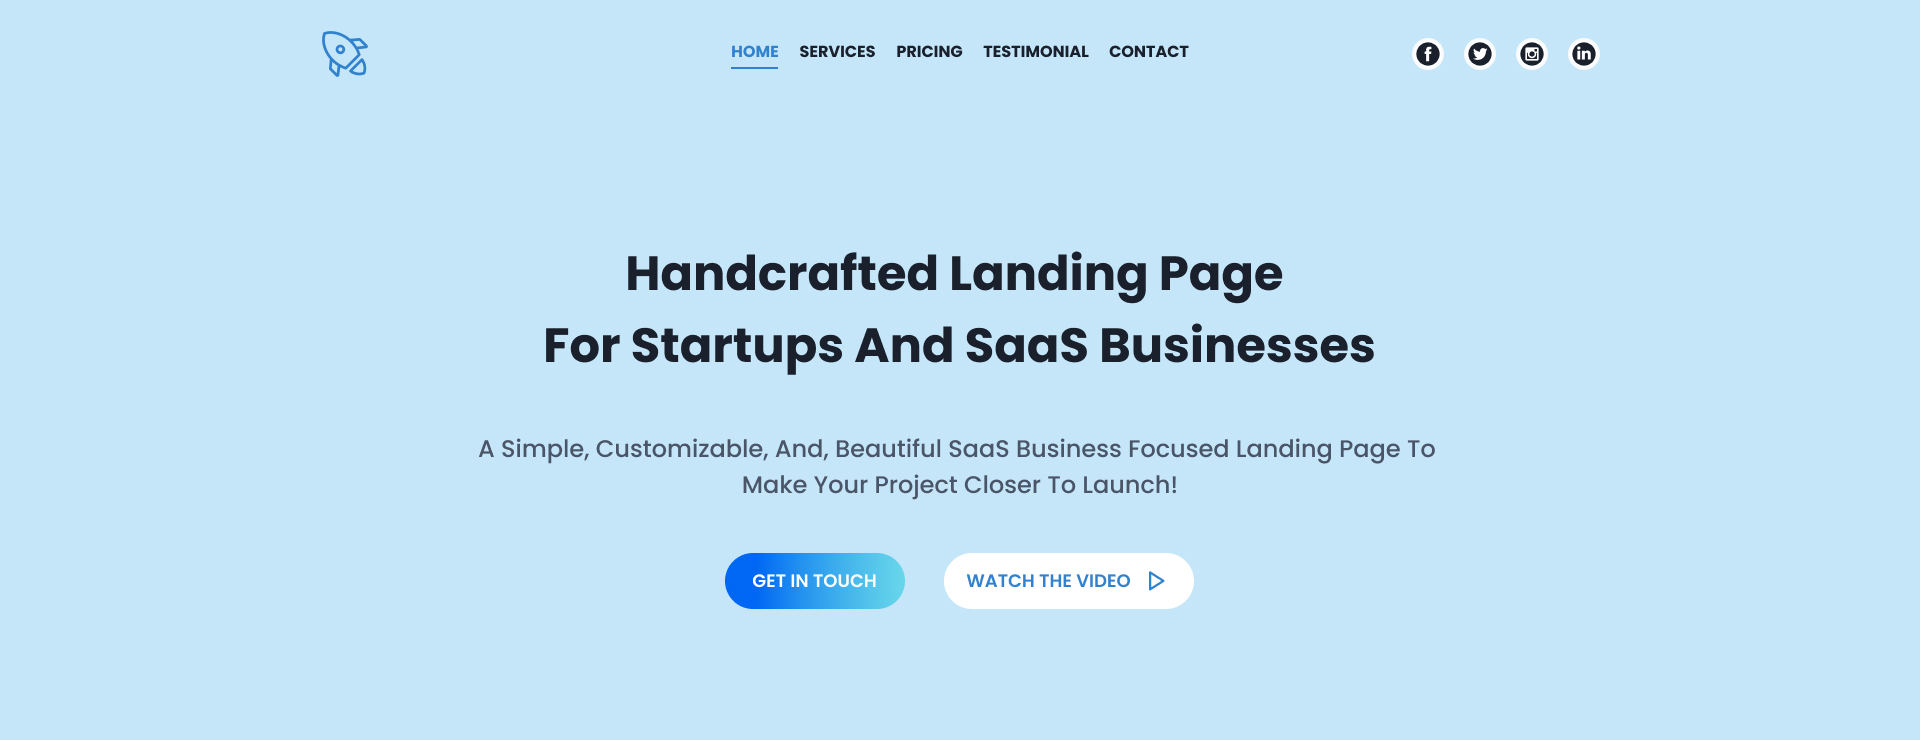 HOME SERVICES PRICING TESTIMONIAL CONTACT
Handcrafted Landing Page
For Startups And SaaS Businesses
A Simple, Customizable, And, Beautiful SaaS Business Focused Landing Page To
Make Your Project Closer To Launch!
GET IN TOUCH WATCH THE VIDEO